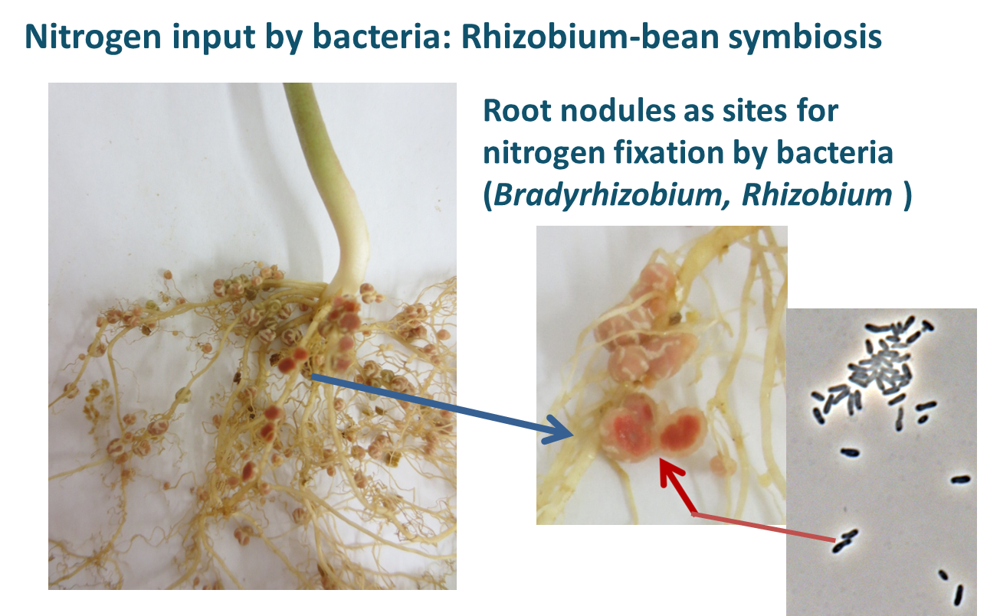 Nitrogen input by bacteria: Rhizobium-bean symbiosis
Root nodules as sites for
nitrogen fixation by bacteria
(Bradyrhizobium, Rhizobium )